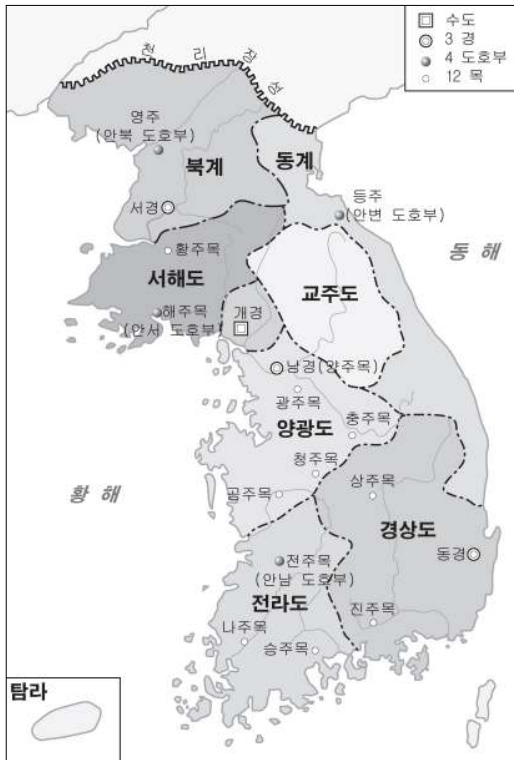 수도
3 경
4 도호부
12 목
천 리 장 성
영주
(안북 도호부)
북계
동계
등주
(안변 도호부)
서경
황주목
동 해
서해도
교주도
해주목
(안서 도호부)
개경
남경(양주목)
광주목
충주목
양광도
청주목
황 해
상주목
공주목
경상도
동경
전주목
(안남 도호부)
전라도
진주목
나주목
승주목
탐라